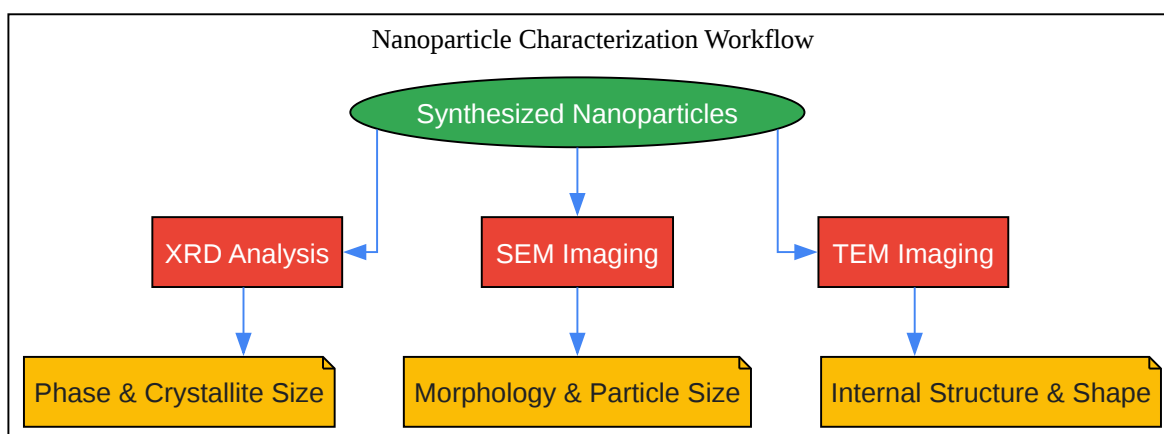 Nanoparticle Characterization Workflow
Synthesized Nanoparticles
XRD Analysis
SEM Imaging
TEM Imaging
Phase & Crystallite Size
Morphology & Particle Size
Internal Structure & Shape